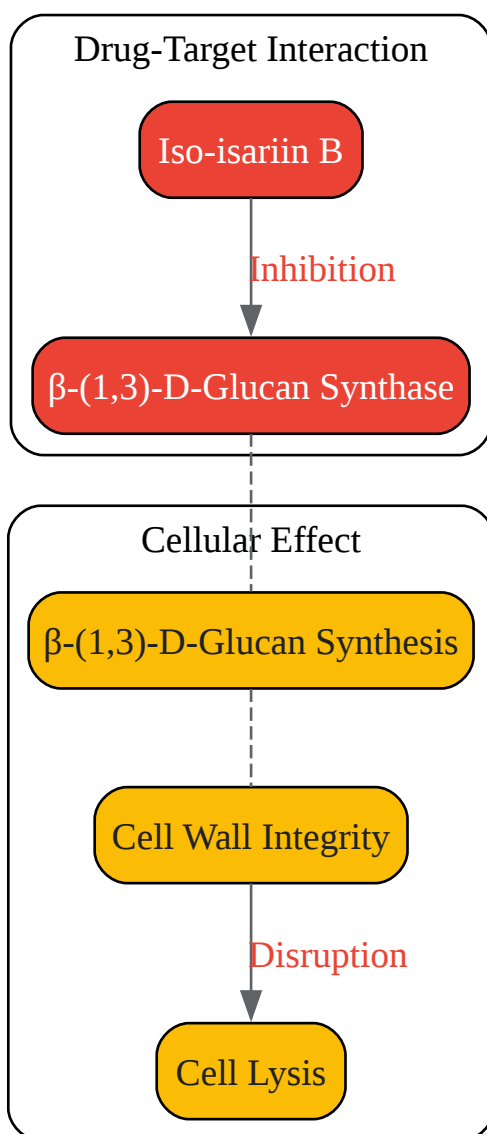 Drug-Target Interaction
Iso-isariin B
Inhibition
β-(1,3)-D-Glucan Synthase
Cellular Effect
β-(1,3)-D-Glucan Synthesis
Cell Wall Integrity
Disruption
Cell Lysis